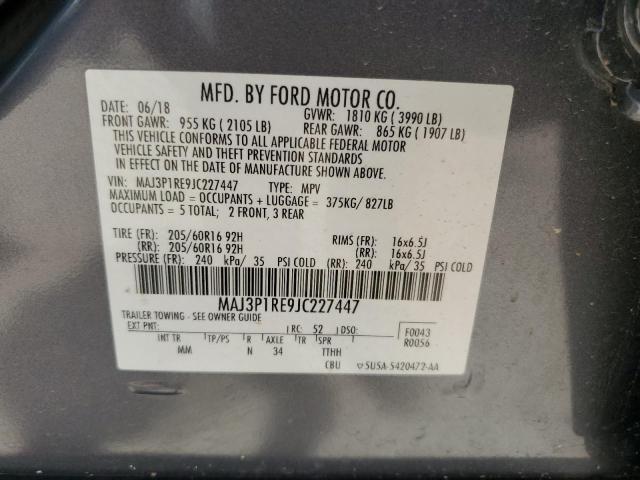 MFD. BY FORD MOTOR CO.
DATE: 06/18 GVWR: 1810 KG ( 3990 LB)
FRONT GAWR: 955 KG ( 2105 LB) REAR GAWR: 865 KG ( 1907 LB)
THIS VEHICLE CONFORMS TO ALL APPLICABLE FEDERAL MOTOR
VEHICLE SAFETY AND THEFT PREVENTION STANDARDS
IN EFFECT ON THE DATE OF MANUFACTURE SHOWN ABOVE.
VIN: MAJ3P1RE9JC227447 TYPE: MPV
MAXIMUM LOAD = OCCUPANTS + LUGGAGE = 375KG/ 827LB
OCCUPANTS = 5 TOTAL; 2 FRONT, 3 REAR
TIRE (FR): 205/60R16 92H RIMS (FR): 16x6.5J
(RR): 205/60R16 92H (RR): 16x6.5J
PRESSURE (FR): 240 kPa/ 35 PSI COLD (RR): 240 kPa/ 35 PSI COLD
MAJ3P1RE9JC227447
TRAILER TOWING - SEE OWNER GUIDE
EXT PNT: RC: 52 DSO: F0043
INT TR TP/PS R AXLE TR SPR R0056
MM N 34 TTHH
CBU 5USA-5420472-AA